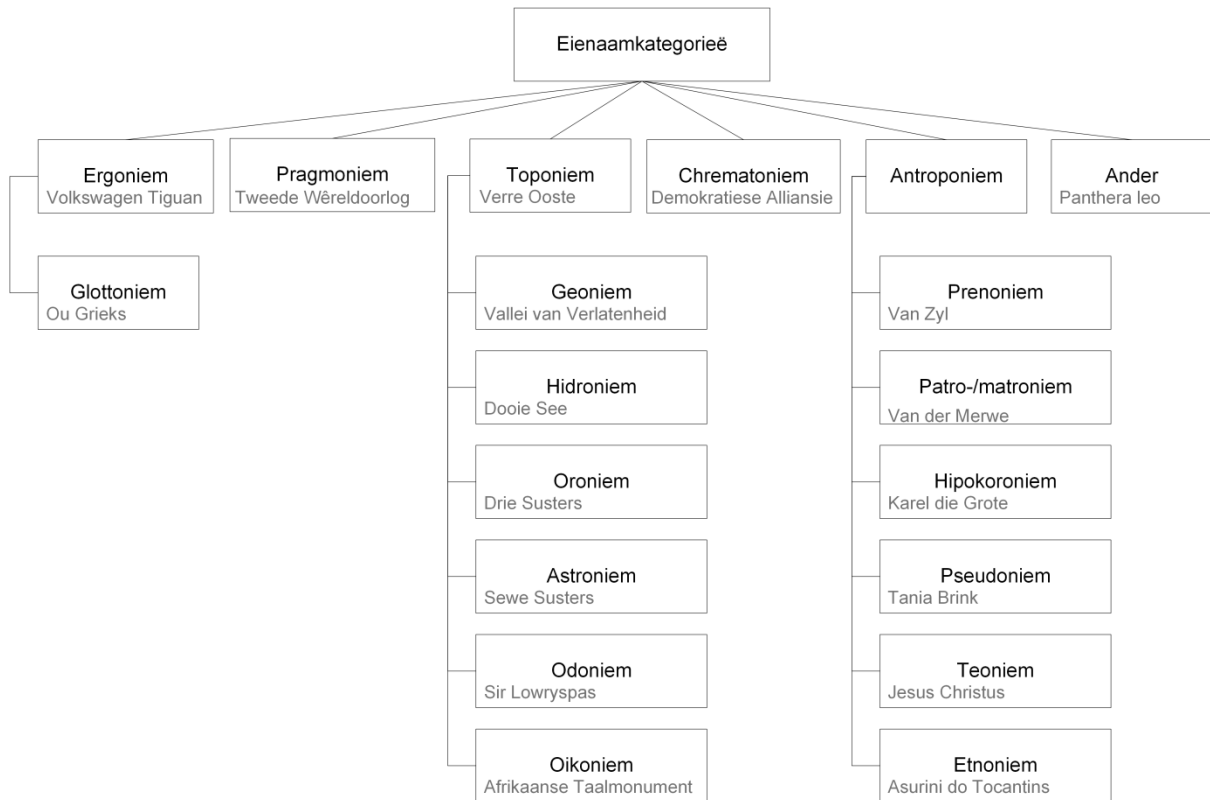 Eienaamkategorieë
Ergoniem
Volkswagen Tiguan
Pragmoniem
Tweede Wêreldoorlog
Toponiem
Verre Ooste
Chrematoniem
Demokratiese Alliansie
Antroponiem
Ander
Panthera leo
Glottoniem
Ou Grieks
Geoniem
Vallei van Verlatenheid
Hidroniem
Dooie See
Oroniem
Drie Susters
Astroniem
Sewe Susters
Odoniem
Sir Lowryspas
Oikoniem
Afrikaanse Taalmonument
Prenoniem
Van Zyl
Patro-/matroniem
Van der Merwe
Hipokoroniem
Karel die Grote
Pseudoniem
Tania Brink
Teoniem
Jesus Christus
Etnoniem
Asurini do Tocantins